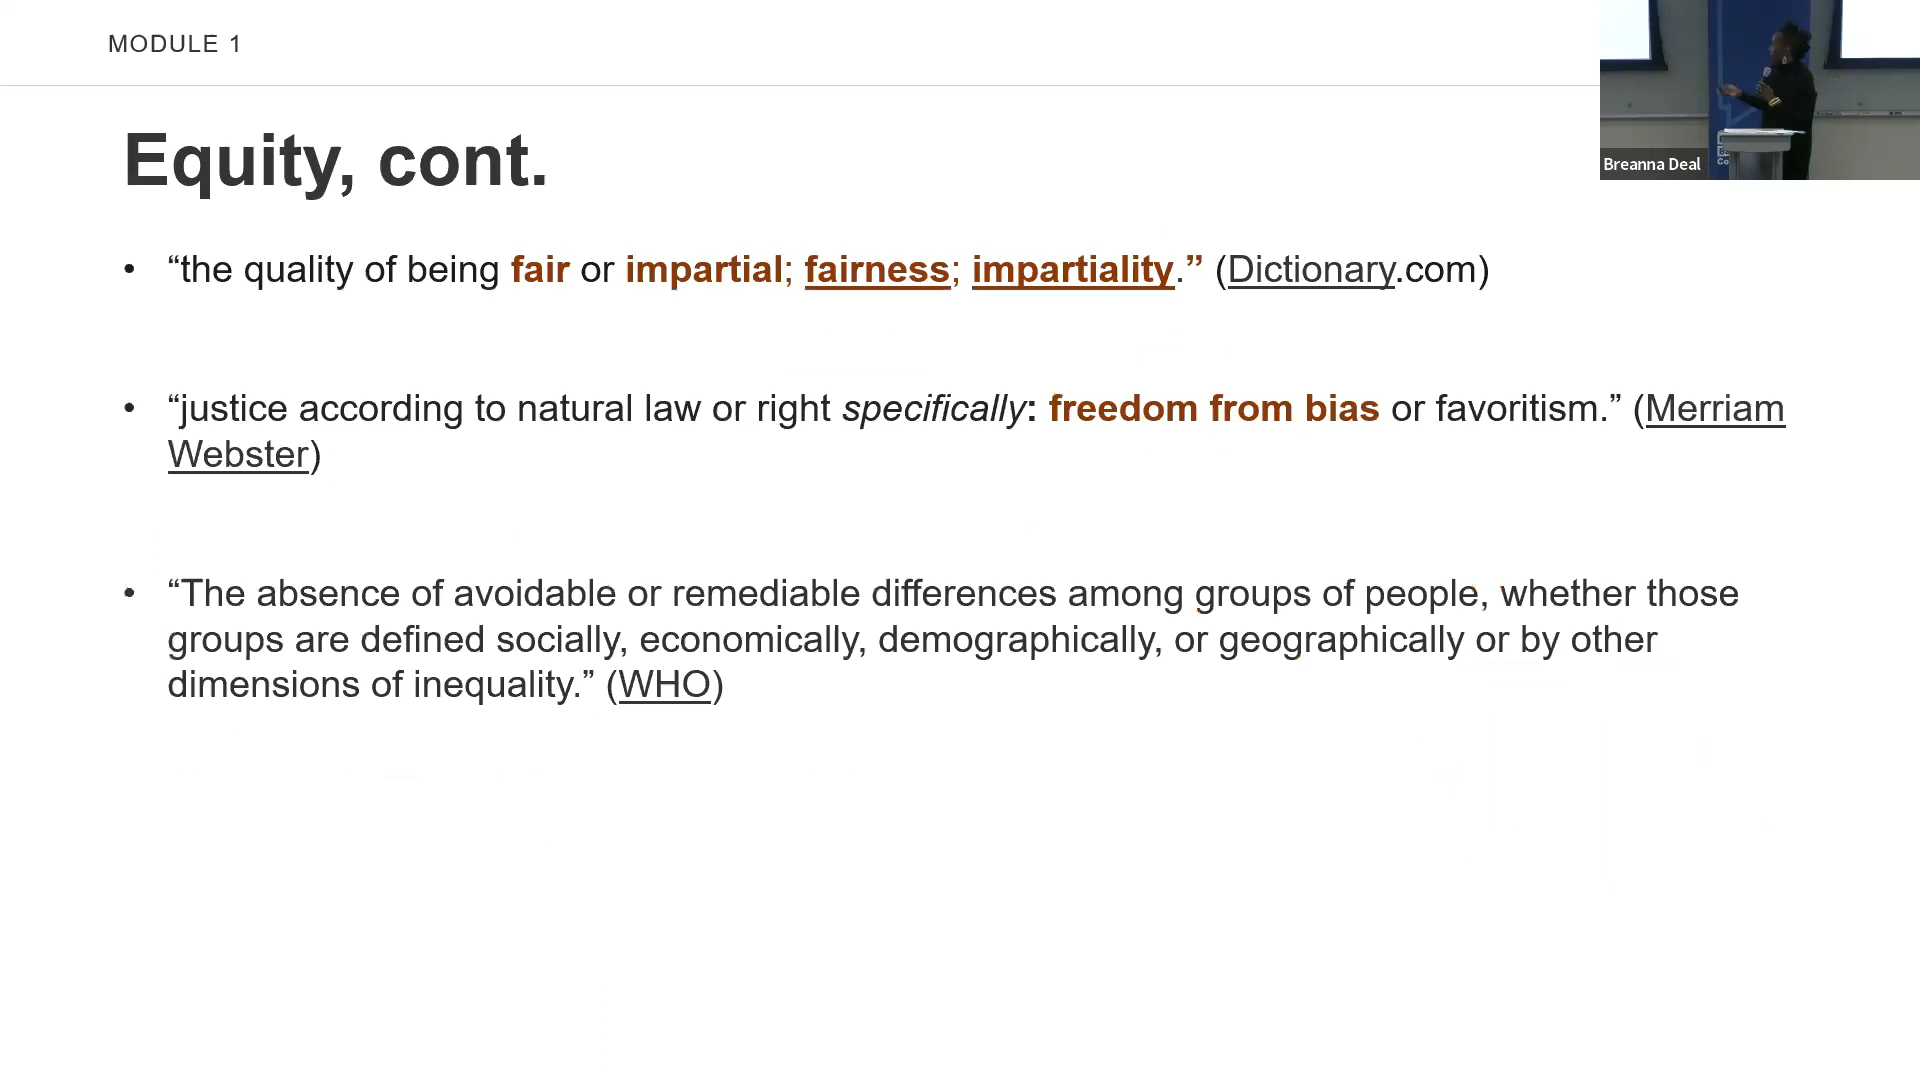 MODULE 1
Breanna Deal
Co
Equity, cont.
• “the quality of being fair or impartial; fairness; impartiality.” (Dictionary.com)
• “justice according to natural law or right specifically: freedom from bias or favoritism.” (Merriam
Webster)
• “The absence of avoidable or remediable differences among groups of people, whether those
groups are defined socially, economically, demographically, or geographically or by other
dimensions of inequality.” (WHO)